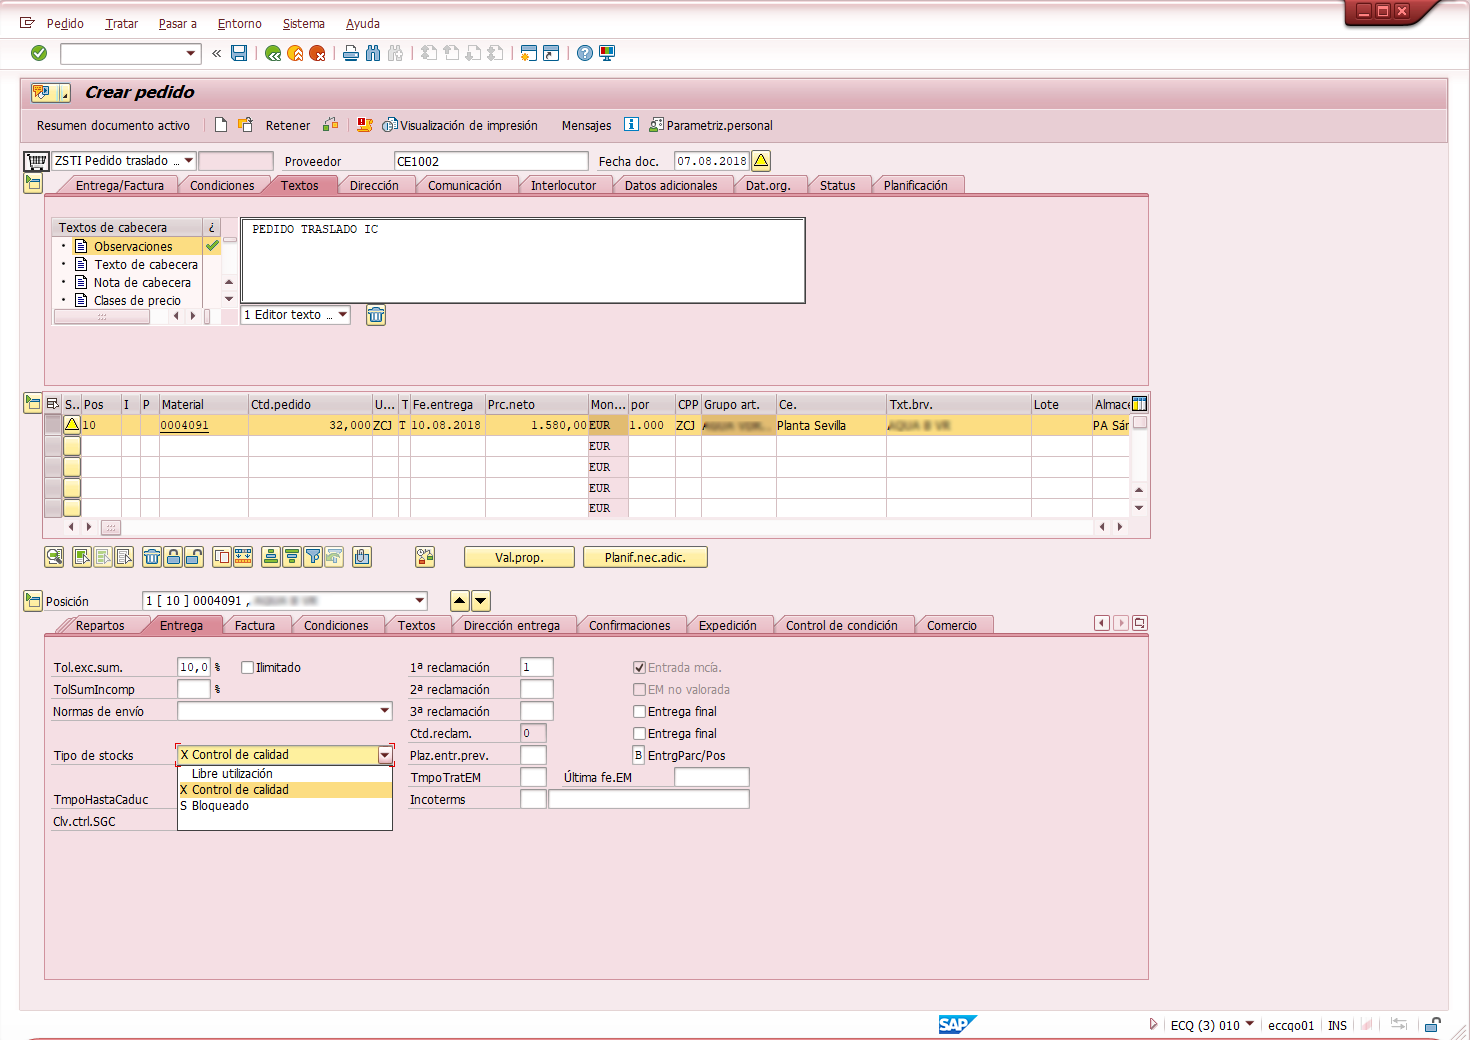 Pedido Tratar Pasar a Entorno Sistema Ayuda
«
Crear pedido
Resumen documento activo Retener Visualización de impresión Mensajes Parametriz.personal
ZSTI Pedido traslado ... Proveedor CE1002 Fecha doc. 07.08.2018
Entrega/Factura Condiciones Textos Dirección Comunicación Interlocutor Datos adicionales Dat.org. Status Planificación
Textos de cabecera ¿
Observaciones
Texto de cabecera
Nota de cabecera
Clases de precio
PEDIDO TRASLADO IC
1 Editor texto ...
S.. Pos I P Material Ctd.pedido U... T Fe.entrega Prc.neto Mon... por CPP Grupo art. Ce. Txt.brv. Lote Almace
10 0004091 32,000 ZCJ T 10.08.2018 1.580,00 EUR 1.000 ZCJ Planta Sevilla PA Sár
EUR
EUR
EUR
EUR
Val.prop. Planif.nec.adic.
Posición 1 [ 10 ] 0004091 ,
Repartos Entrega Factura Condiciones Textos Dirección entrega Confirmaciones Expedición Control de condición Comercio
Tol.exc.sum. 10,0 % Ilimitado 1ª reclamación 1 Entrada mcía.
TolSumIncomp % 2ª reclamación EM no valorada
Normas de envío 3ª reclamación Entrega final
Ctd.reclam. 0 Entrega final
Tipo de stocks X Control de calidad Plaz.entr.prev. B EntrgParc/Pos
Libre utilización TmpoTratEM Última fe.EM
X Control de calidad
TmpoHastaCaduc S Bloqueado Incoterms
Clv.ctrl.SGC
SAP ECQ (3) 010 eccqo01 INS